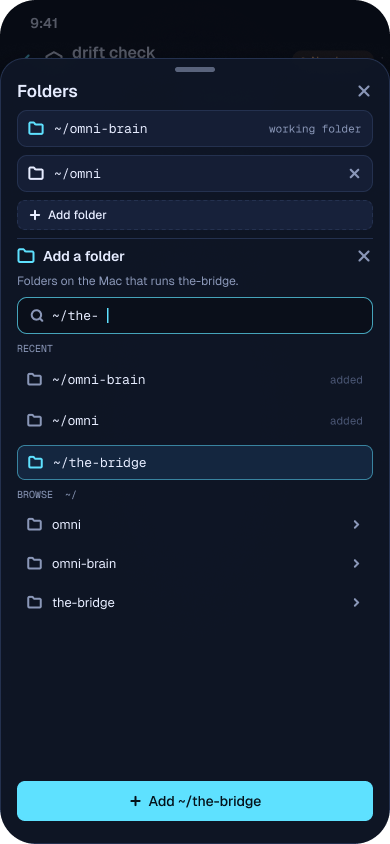 9:41
drift check
Folders
~/omni-brain working folder
~/omni
Add folder
Add a folder
Folders on the Mac that runs the-bridge.
~/the-
RECENT
~/omni-brain added
~/omni added
~/the-bridge
BROWSE ~/
omni
omni-brain
the-bridge
+ Add ~/the-bridge